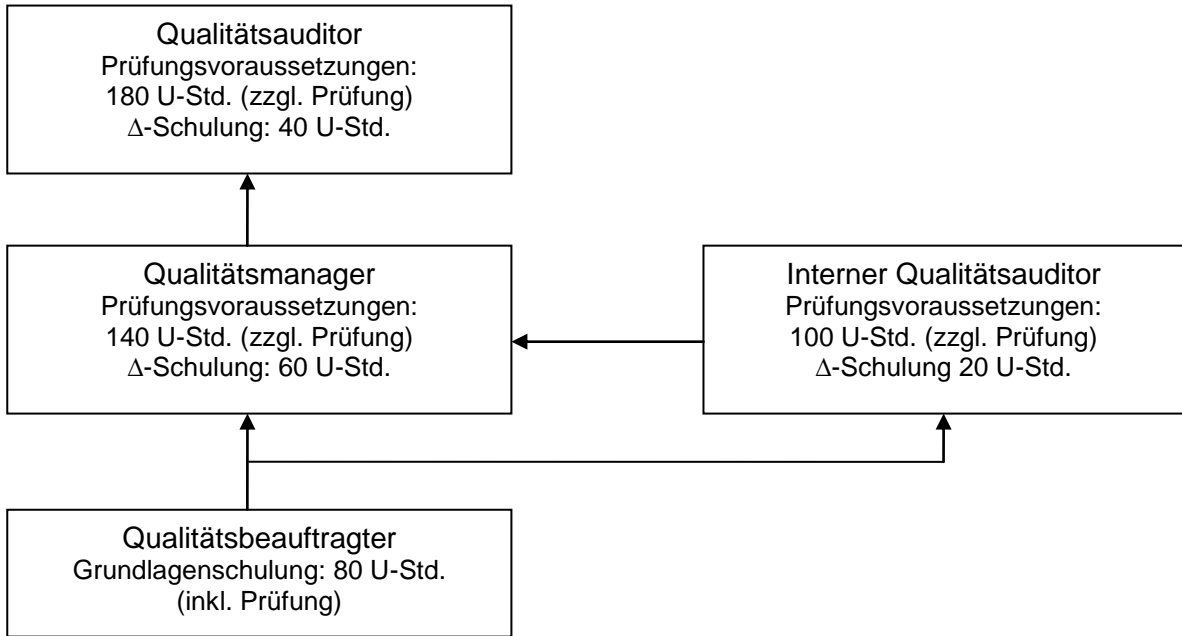 Qualitätsauditor
Prüfungsvoraussetzungen:
180 U-Std. (zzgl. Prüfung)
∆-Schulung: 40 U-Std.
Qualitätsmanager
Prüfungsvoraussetzungen:
140 U-Std. (zzgl. Prüfung)
∆-Schulung: 60 U-Std.
Interner Qualitätsauditor
Prüfungsvoraussetzungen:
100 U-Std. (zzgl. Prüfung)
∆-Schulung 20 U-Std.
Qualitätsbeauftragter
Grundlagenschulung: 80 U-Std.
(inkl. Prüfung)